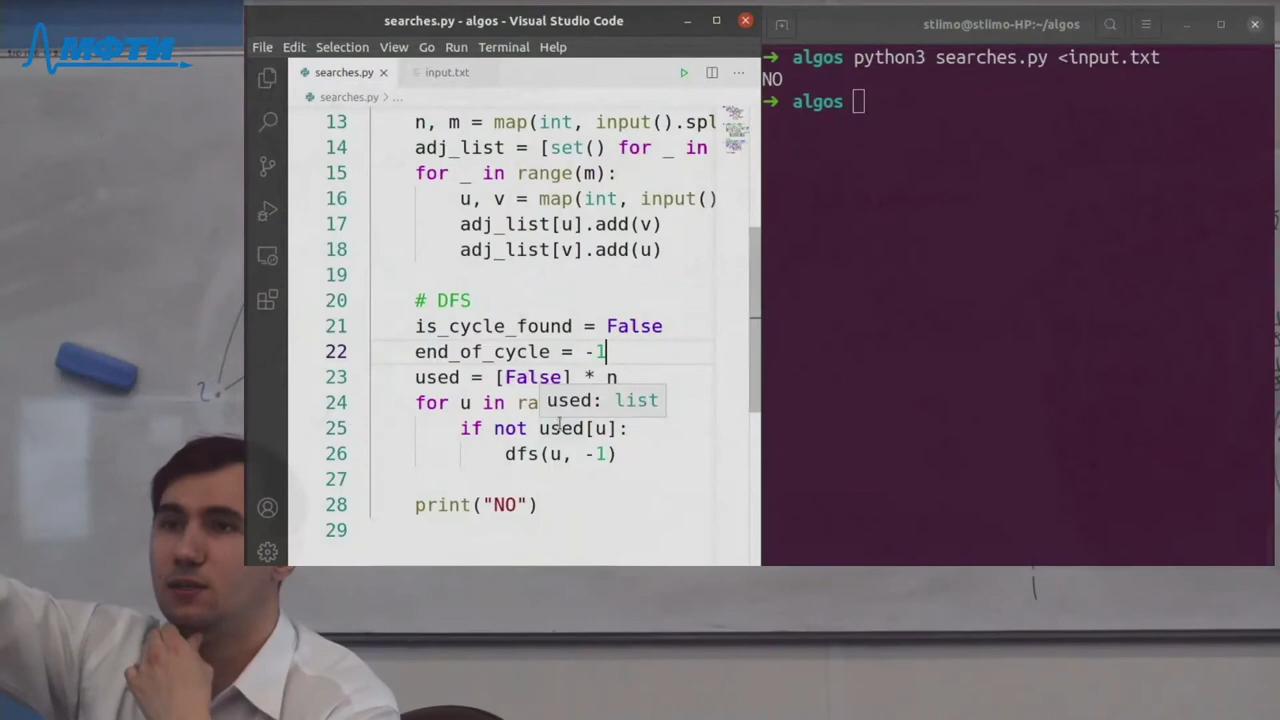 МФТИ
searches.py - algos - Visual Studio Code
File Edit Selection View Go Run Terminal Help
searches.py input.txt
searches.py > ...
13 n, m = map(int, input().spl
14 adj_list = [set() for _ in
15 for _ in range(m):
16 u, v = map(int, input()
17 adj_list[u].add(v)
18 adj_list[v].add(u)
19
20 # DFS
21 is_cycle_found = False
22 end_of_cycle = -1
23 used = [False] * n
24 for u in ra
used: list
25 if not used[u]:
26 dfs(u, -1)
27
28 print("NO")
29
stiimo@stiimo-HP:~/algos
➜ algos python3 searches.py <input.txt
NO
➜ algos
2